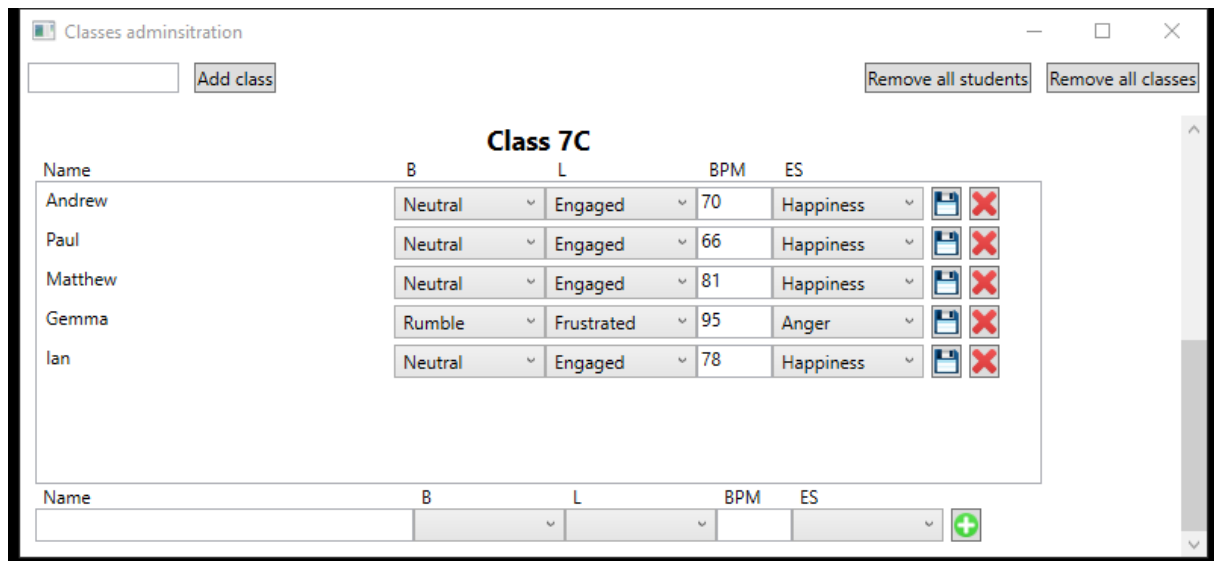 Classes adminsitration
Add class Remove all students Remove all classes
Class 7C
Name B L BPM ES
Andrew Neutral Engaged 70 Happiness
Paul Neutral Engaged 66 Happiness
Matthew Neutral Engaged 81 Happiness
Gemma Rumble Frustrated 95 Anger
Ian Neutral Engaged 78 Happiness
Name B L BPM ES